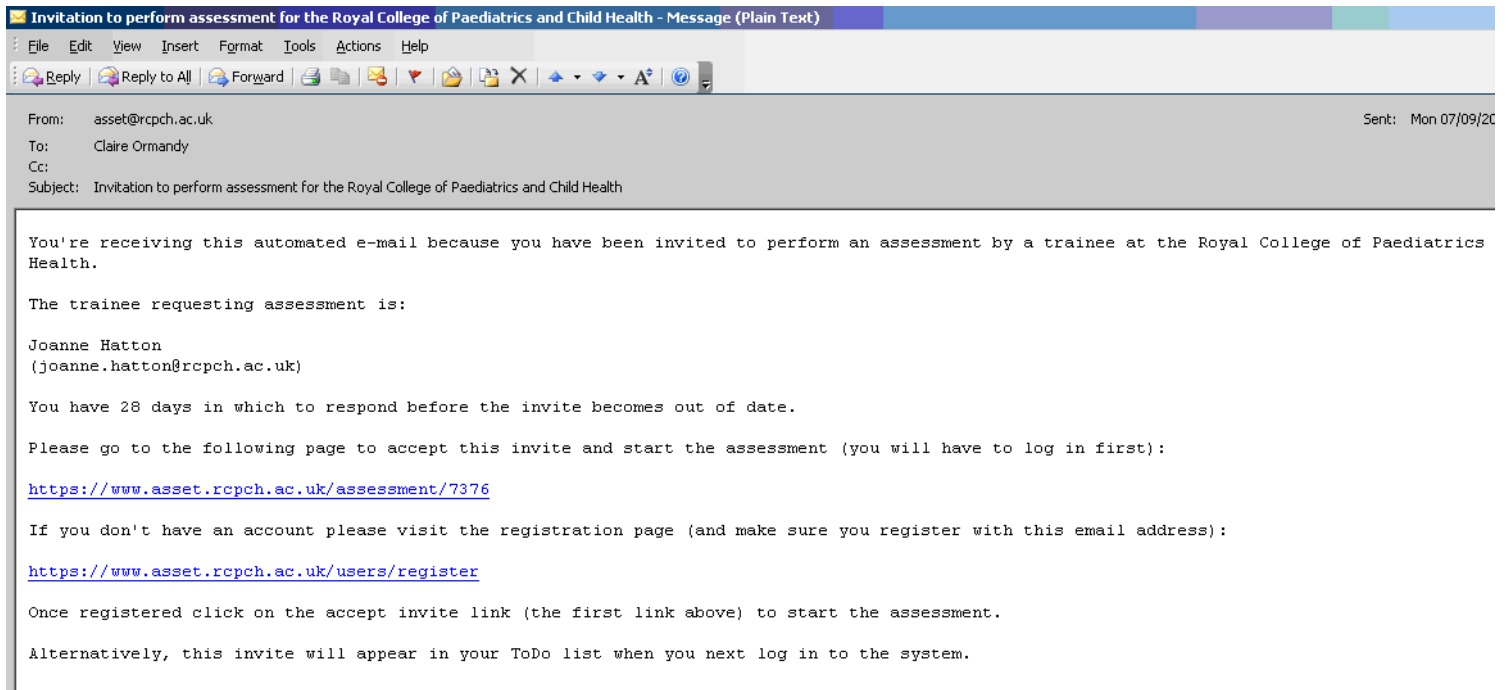 Invitation to perform assessment for the Royal College of Paediatrics and Child Health - Message (Plain Text)
File Edit View Insert Format Tools Actions Help
Reply Reply to All Forward
From: asset@rcpch.ac.uk Sent: Mon 07/09/20
To: Claire Ormandy
Cc:
Subject: Invitation to perform assessment for the Royal College of Paediatrics and Child Health
You're receiving this automated e-mail because you have been invited to perform an assessment by a trainee at the Royal College of Paediatrics
Health.
The trainee requesting assessment is:
Joanne Hatton
(joanne.hatton@rcpch.ac.uk)
You have 28 days in which to respond before the invite becomes out of date.
Please go to the following page to accept this invite and start the assessment (you will have to log in first):
https://www.asset.rcpch.ac.uk/assessment/7376
If you don't have an account please visit the registration page (and make sure you register with this email address):
https://www.asset.rcpch.ac.uk/users/register
Once registered click on the accept invite link (the first link above) to start the assessment.
Alternatively, this invite will appear in your ToDo list when you next log in to the system.